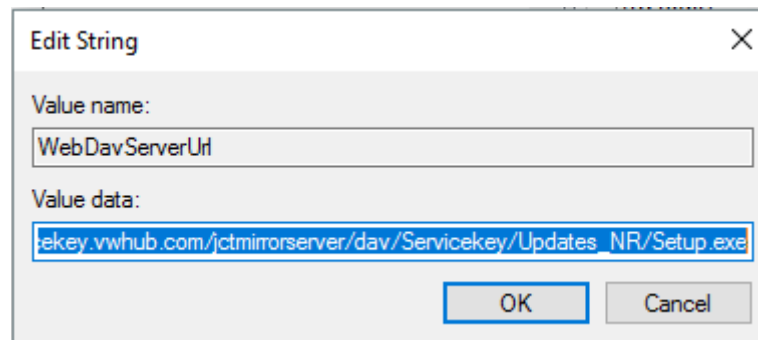 Edit String
Value name:
WebDavServerUrl
Value data:
ekey.vwhub.com/jctmirrorserver/dav/Servicekey/Updates_NR/Setup.exe
OK
Cancel